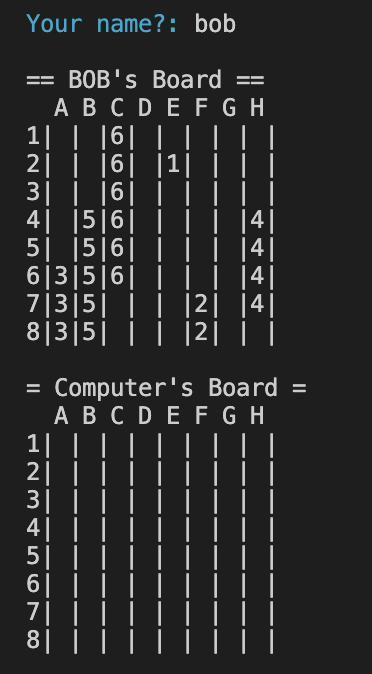 Your name?: bob
== BOB's Board ==
  A B C D E F G H
1| | |6| | | | | |
2| | |6| |1| | | |
3| | |6| | | | | |
4| |5|6| | | | |4|
5| |5|6| | | | |4|
6|3|5|6| | | | |4|
7|3|5| | | |2| |4|
8|3|5| | | |2| | |
= Computer's Board =
  A B C D E F G H
1| | | | | | | | |
2| | | | | | | | |
3| | | | | | | | |
4| | | | | | | | |
5| | | | | | | | |
6| | | | | | | | |
7| | | | | | | | |
8| | | | | | | | |